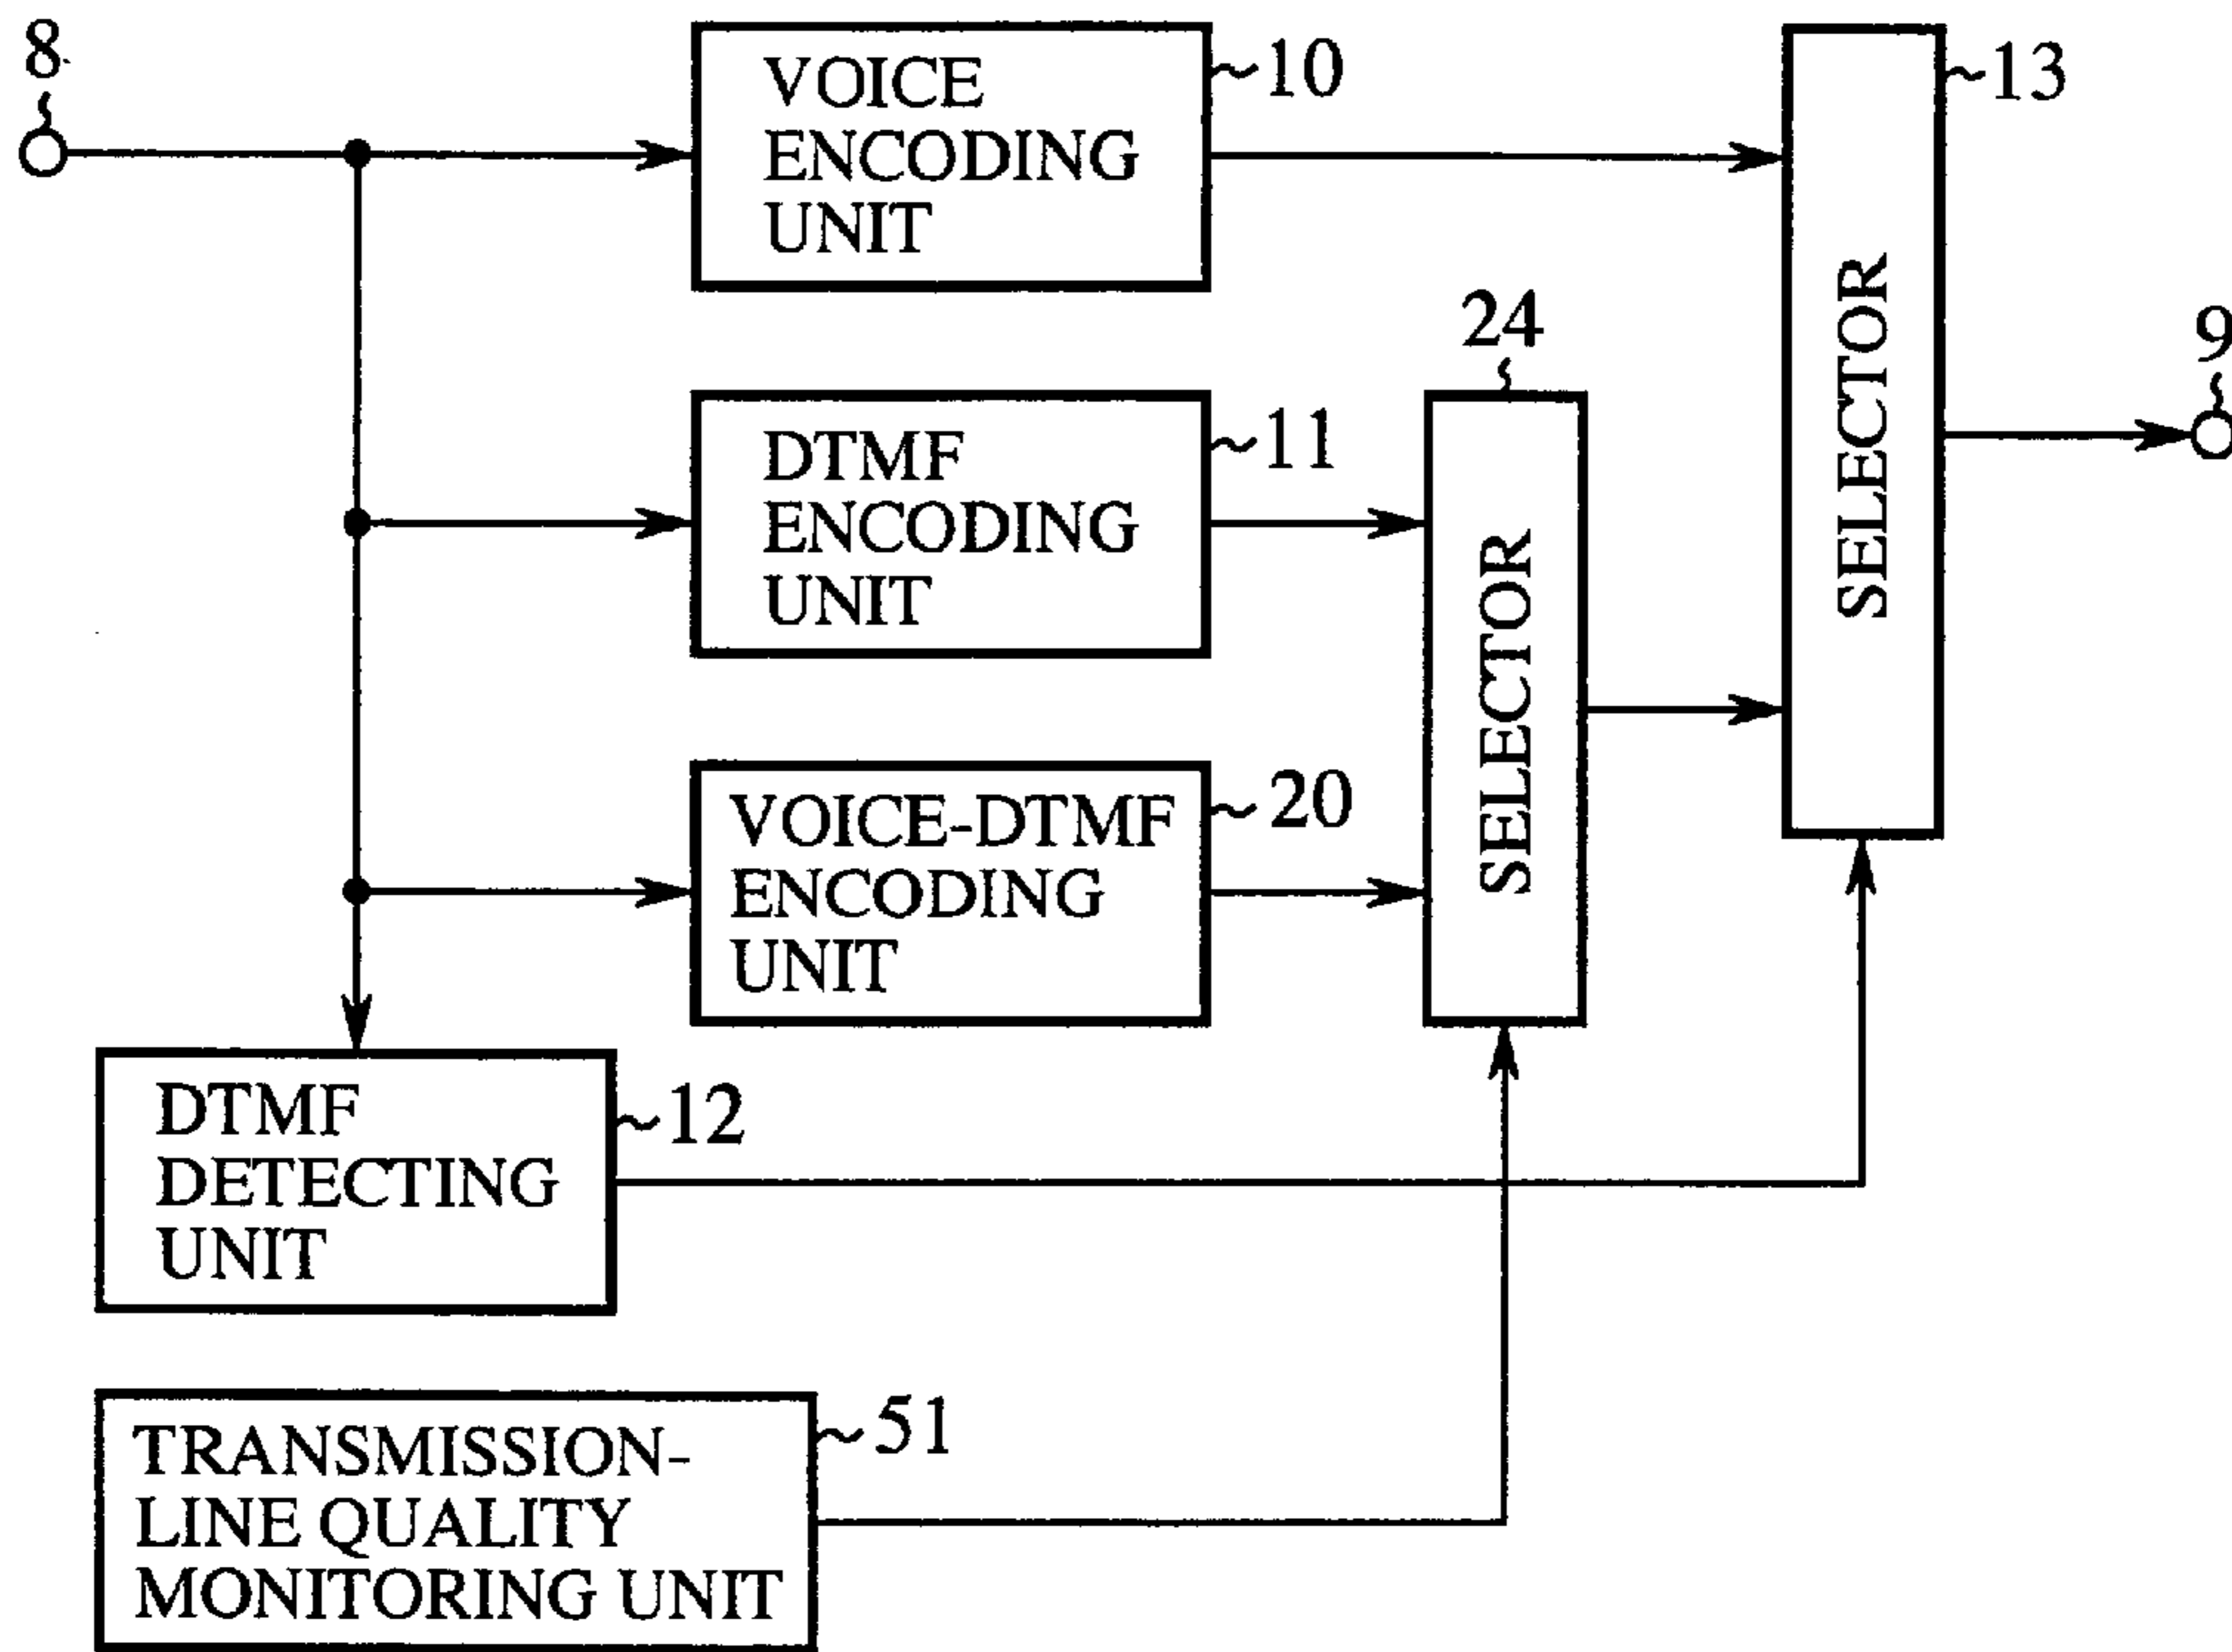 8
VOICE
ENCODING
UNIT
10
13
SELECTOR
24
9
DTMF
ENCODING
UNIT
11
SELECTOR
VOICE-DTMF
ENCODING
UNIT
20
DTMF
DETECTING
UNIT
12
TRANSMISSION-
LINE QUALITY
MONITORING UNIT
51